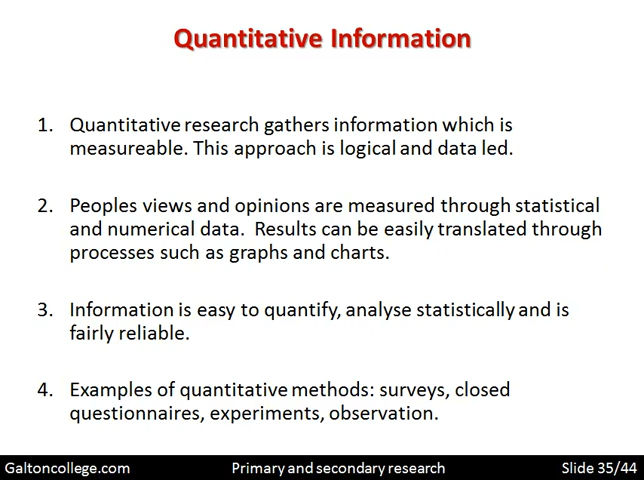 Quantitative Information
1. Quantitative research gathers information which is
measureable. This approach is logical and data led.
2. Peoples views and opinions are measured through statistical
and numerical data.  Results can be easily translated through
processes such as graphs and charts.
3. Information is easy to quantify, analyse statistically and is
fairly reliable.
4. Examples of quantitative methods: surveys, closed
questionnaires, experiments, observation.
Galtoncollege.com Primary and secondary research Slide 35/44